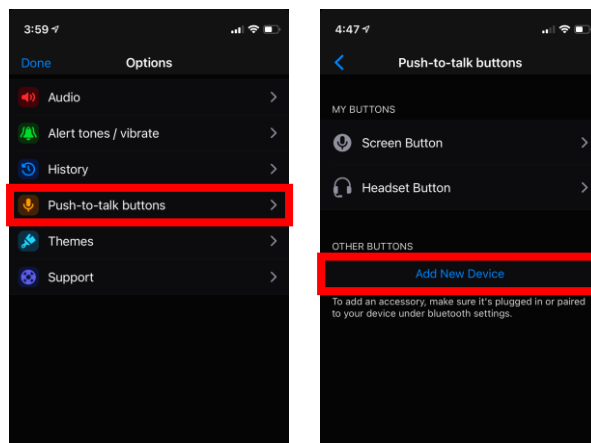 3:59
Done
Options
Audio
Alert tones / vibrate
History
Push-to-talk buttons
Themes
Support
4:47
Push-to-talk buttons
MY BUTTONS
Screen Button
Headset Button
OTHER BUTTONS
Add New Device
To add an accessory, make sure it's plugged in or paired
to your device under bluetooth settings.